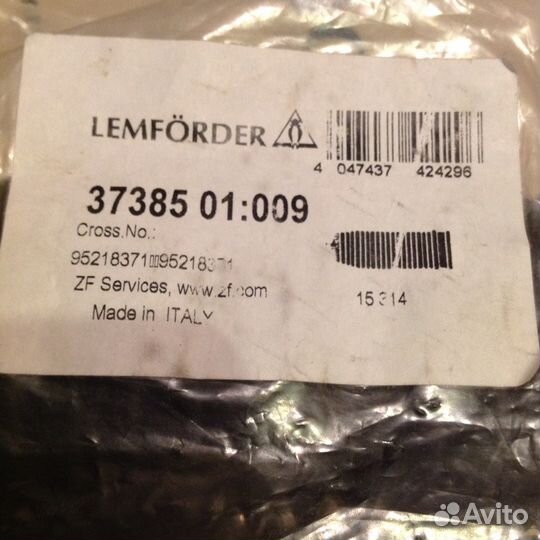 LEMFÖRDER
4 047437 424296
37385 01:009
Cross.No.:
95218371▯▯95218371
ZF Services, www.zf.com
15 314
Made in ITALY
Avito